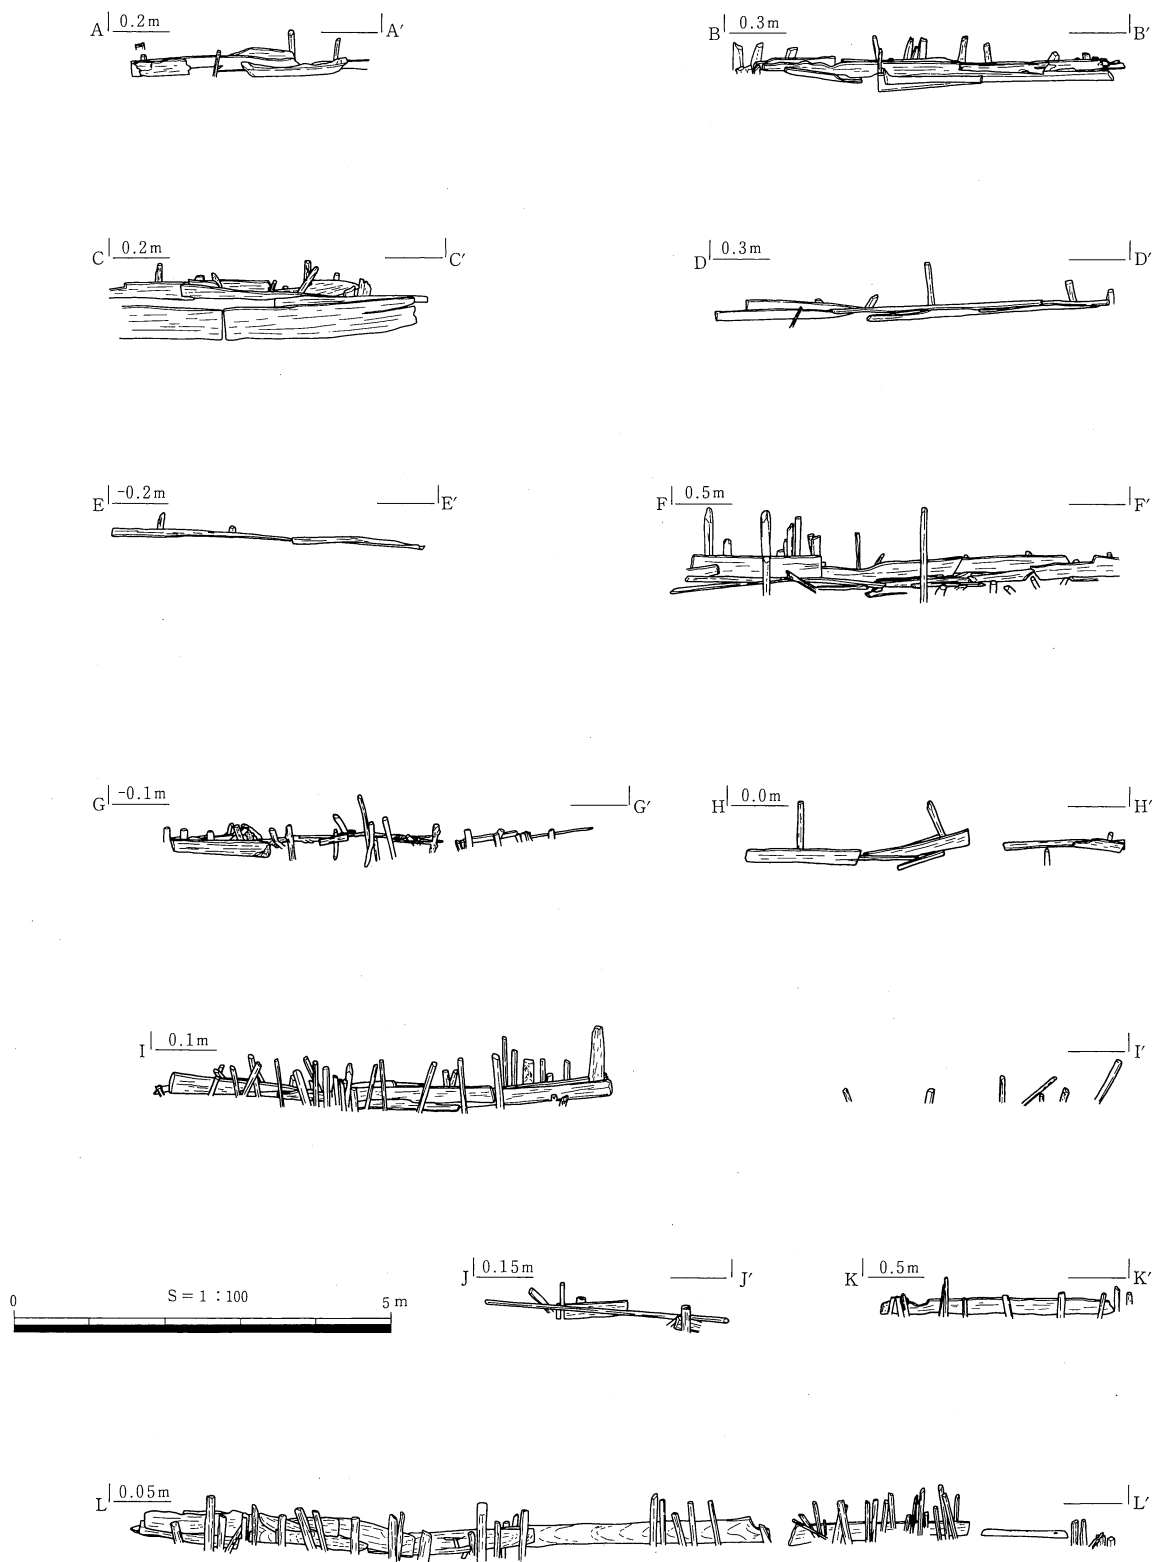 A 0.2m A′
B 0.3m B′
C 0.2m C′
D 0.3m D′
E -0.2m E′
F 0.5m F′
G -0.1m G′
H 0.0m H′
I 0.1m I′
J 0.15m J′
K 0.5m K′
0 S=1:100 5m
L 0.05m L′